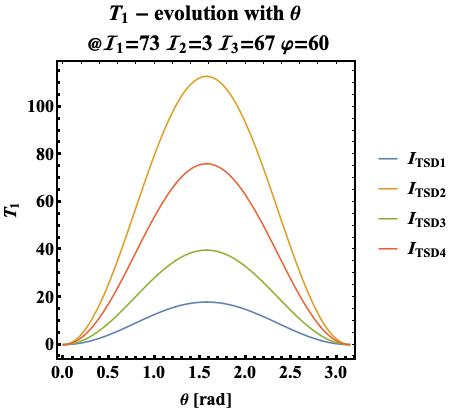 T1 – evolution with θ
@ℐ1=73 ℐ2=3 ℐ3=67 φ=60
T1
100
80
60
40
20
0
0.0 0.5 1.0 1.5 2.0 2.5 3.0
θ [rad]
ITSD1
ITSD2
ITSD3
ITSD4